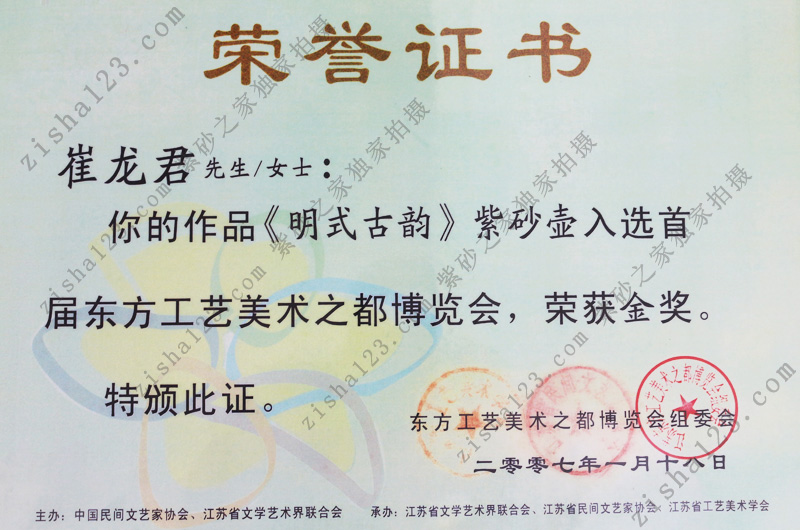 荣誉证书
崔龙君先生/女士：
你的作品《明式古韵》紫砂壶入选首
届东方工艺美术之都博览会，荣获金奖。
特颁此证。
东方工艺美术之都博览会组委会
二零零七年一月十八日
主办：中国民间文艺家协会、江苏省文学艺术界联合会 承办：江苏省文学艺术界联合会、江苏省民间文艺家协会、江苏省工艺美术学会
zisha123.com 紫砂之家独家拍摄